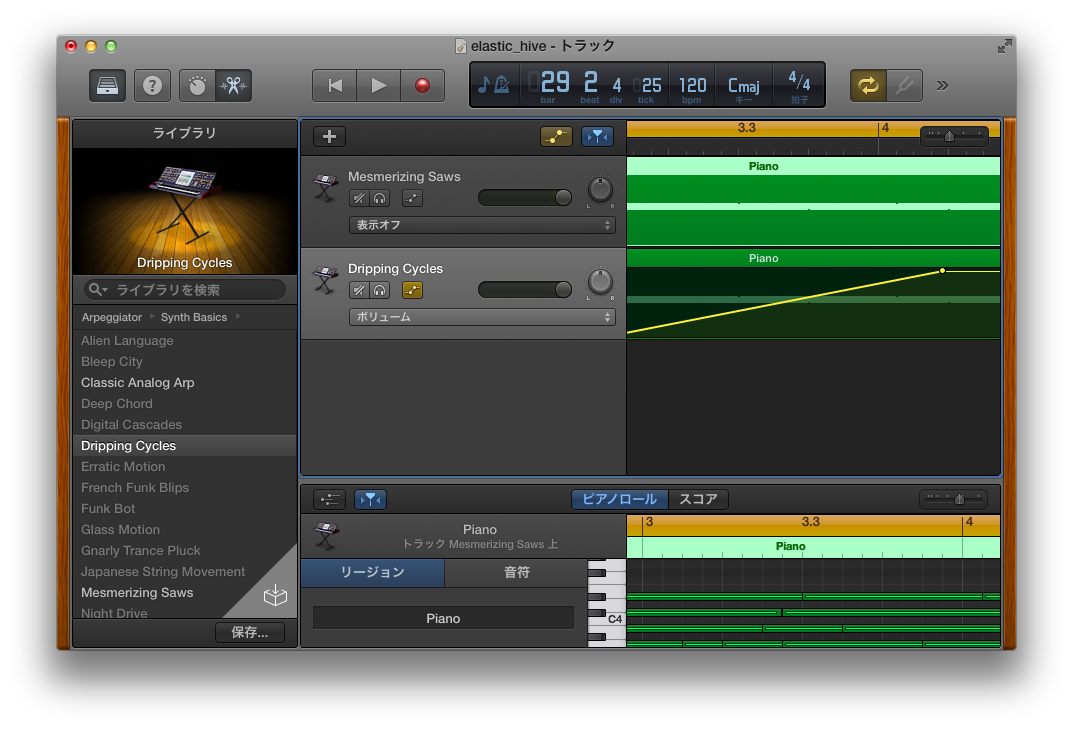 elastic_hive - トラック
29 2 4 25 120 Cmaj 4/4
bar beat div tick bpm キー 拍子
ライブラリ
Dripping Cycles
ライブラリを検索
Arpeggiator Synth Basics
Alien Language
Bleep City
Classic Analog Arp
Deep Chord
Digital Cascades
Dripping Cycles
Erratic Motion
French Funk Blips
Funk Bot
Glass Motion
Gnarly Trance Pluck
Japanese String Movement
Mesmerizing Saws
Night Drive
保存...
3.3 4
Mesmerizing Saws
L R
表示オフ
Piano
Dripping Cycles
L R
ボリューム
Piano
ピアノロール スコア
3 3.3 4
Piano
トラック Mesmerizing Saws 上
Piano
リージョン 音符
Piano
C4